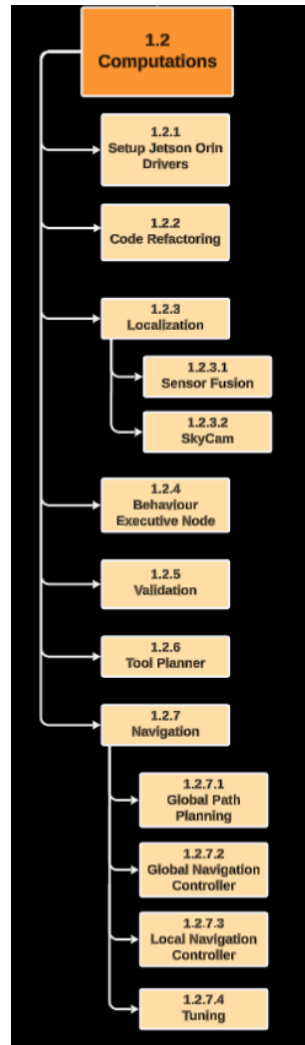 1.2
Computations
1.2.1
Setup Jetson Orin
Drivers
1.2.2
Code Refactoring
1.2.3
Localization
1.2.3.1
Sensor Fusion
1.2.3.2
SkyCam
1.2.4
Behaviour
Executive Node
1.2.5
Validation
1.2.6
Tool Planner
1.2.7
Navigation
1.2.7.1
Global Path
Planning
1.2.7.2
Global Navigation
Controller
1.2.7.3
Local Navigation
Controller
1.2.7.4
Tuning